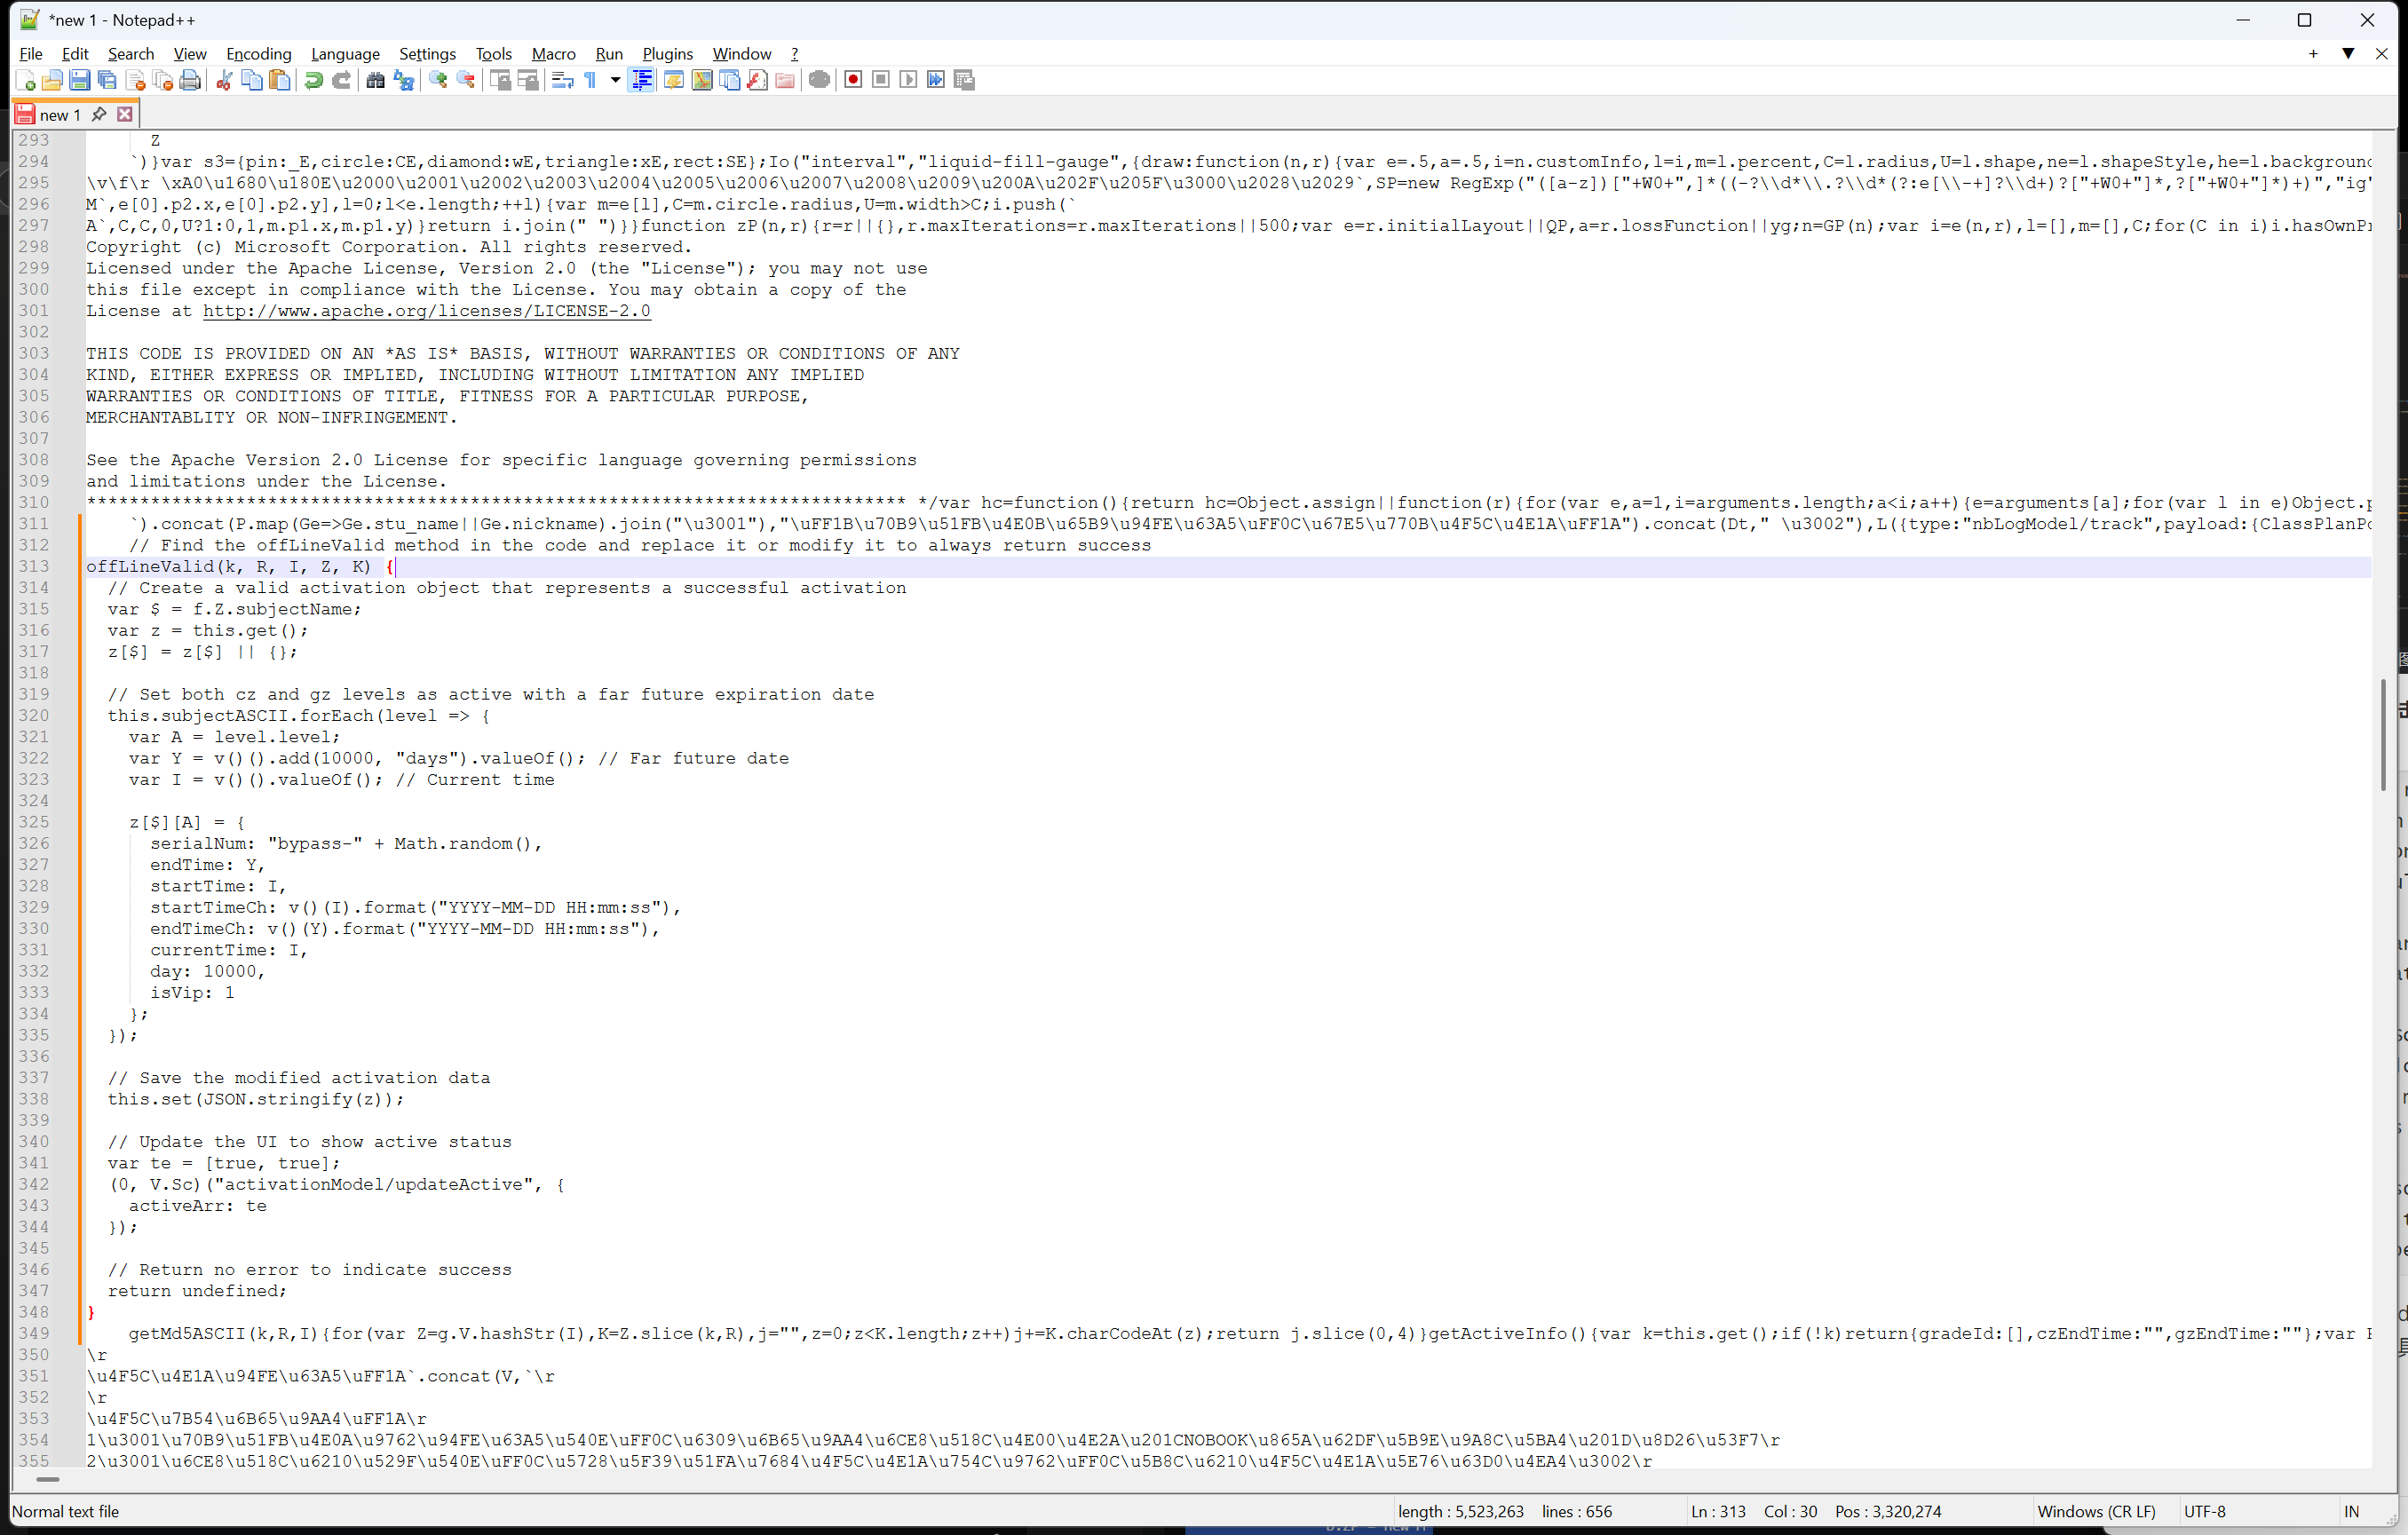 *new 1 - Notepad++
File Edit Search View Encoding Language Settings Tools Macro Run Plugins Window ?
new 1
293 Z
294 `)}var s3={pin:_E,circle:CE,diamond:wE,triangle:xE,rect:SE};Io("interval","liquid-fill-gauge",{draw:function(n,r){var e=.5,a=.5,i=n.customInfo,l=i,m=l.percent,C=l.radius,U=l.shape,ne=l.shapeStyle,he=l.background
295 \v\f\r \xA0\u1680\u180E\u2000\u2001\u2002\u2003\u2004\u2005\u2006\u2007\u2008\u2009\u200A\u202F\u205F\u3000\u2028\u2029`,SP=new RegExp("([a-z])["+W0+",]*((-?\\d*\\.?\\d*(?:e[\\-+]?\\d+)?["+W0+"]*,?["+W0+"]*)+)","ig"
296 M`,e[0].p2.x,e[0].p2.y],l=0;l<e.length;++l){var m=e[l],C=m.circle.radius,U=m.width>C;i.push(`
297 A`,C,C,0,U?1:0,1,m.p1.x,m.p1.y)}return i.join(" ")}}function zP(n,r){r=r||{},r.maxIterations=r.maxIterations||500;var e=r.initialLayout||QP,a=r.lossFunction||yg;n=GP(n);var i=e(n,r),l=[],m=[],C;for(C in i)i.hasOwnPr
298 Copyright (c) Microsoft Corporation. All rights reserved.
299 Licensed under the Apache License, Version 2.0 (the "License"); you may not use
300 this file except in compliance with the License. You may obtain a copy of the
301 License at http://www.apache.org/licenses/LICENSE-2.0
302
303 THIS CODE IS PROVIDED ON AN *AS IS* BASIS, WITHOUT WARRANTIES OR CONDITIONS OF ANY
304 KIND, EITHER EXPRESS OR IMPLIED, INCLUDING WITHOUT LIMITATION ANY IMPLIED
305 WARRANTIES OR CONDITIONS OF TITLE, FITNESS FOR A PARTICULAR PURPOSE,
306 MERCHANTABLITY OR NON-INFRINGEMENT.
307
308 See the Apache Version 2.0 License for specific language governing permissions
309 and limitations under the License.
310 ***************************************************************************** */var hc=function(){return hc=Object.assign||function(r){for(var e,a=1,i=arguments.length;a<i;a++){e=arguments[a];for(var l in e)Object.p
311 `).concat(P.map(Ge=>Ge.stu_name||Ge.nickname).join("\u3001"),"\uFF1B\u70B9\u51FB\u4E0B\u65B9\u94FE\u63A5\uFF0C\u67E5\u770B\u4F5C\u4E1A\uFF1A").concat(Dt," \u3002"),L({type:"nbLogModel/track",payload:{ClassPlanPo
312 // Find the offLineValid method in the code and replace it or modify it to always return success
313 offLineValid(k, R, I, Z, K) {
314 // Create a valid activation object that represents a successful activation
315 var $ = f.Z.subjectName;
316 var z = this.get();
317 z[$] = z[$] || {};
318
319 // Set both cz and gz levels as active with a far future expiration date
320 this.subjectASCII.forEach(level => {
321 var A = level.level;
322 var Y = v()().add(10000, "days").valueOf(); // Far future date
323 var I = v()().valueOf(); // Current time
324
325 z[$][A] = {
326 serialNum: "bypass-" + Math.random(),
327 endTime: Y,
328 startTime: I,
329 startTimeCh: v()(I).format("YYYY-MM-DD HH:mm:ss"),
330 endTimeCh: v()(Y).format("YYYY-MM-DD HH:mm:ss"),
331 currentTime: I,
332 day: 10000,
333 isVip: 1
334 };
335 });
336
337 // Save the modified activation data
338 this.set(JSON.stringify(z));
339
340 // Update the UI to show active status
341 var te = [true, true];
342 (0, V.Sc)("activationModel/updateActive", {
343 activeArr: te
344 });
345
346 // Return no error to indicate success
347 return undefined;
348 }
349 getMd5ASCII(k,R,I){for(var Z=g.V.hashStr(I),K=Z.slice(k,R),j="",z=0;z<K.length;z++)j+=K.charCodeAt(z);return j.slice(0,4)}getActiveInfo(){var k=this.get();if(!k)return{gradeId:[],czEndTime:"",gzEndTime:""};var
350 \r
351 \u4F5C\u4E1A\u94FE\u63A5\uFF1A`.concat(V,`\r
352 \r
353 \u4F5C\u7B54\u6B65\u9AA4\uFF1A\r
354 1\u3001\u70B9\u51FB\u4E0A\u9762\u94FE\u63A5\u540E\uFF0C\u6309\u6B65\u9AA4\u6CE8\u518C\u4E00\u4E2A\u201CNOBOOK\u865A\u62DF\u5B9E\u9A8C\u5BA4\u201D\u8D26\u53F7\r
355 2\u3001\u6CE8\u518C\u6210\u529F\u540E\uFF0C\u5728\u5F39\u51FA\u7684\u4F5C\u4E1A\u754C\u9762\uFF0C\u5B8C\u6210\u4F5C\u4E1A\u5E76\u63D0\u4EA4\u3002\r
Normal text file length : 5,523,263 lines : 656 Ln : 313 Col : 30 Pos : 3,320,274 Windows (CR LF) UTF-8 IN